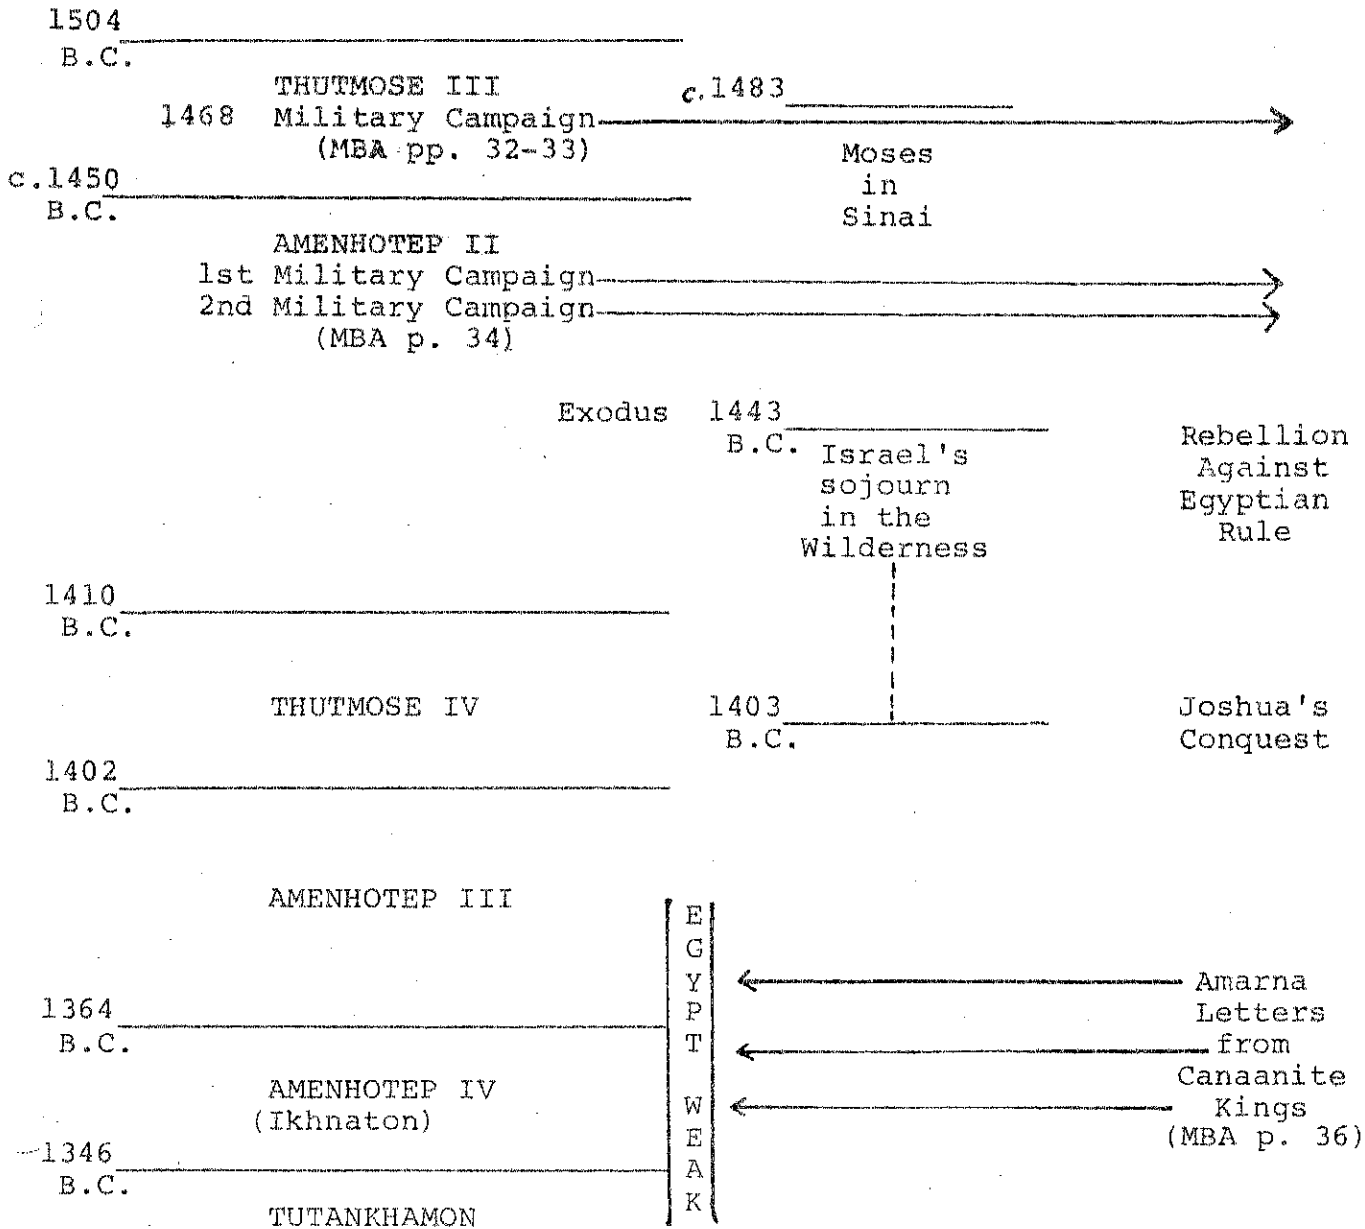 1504
B.C.
THUTMOSE III
c.1483
1468 Military Campaign
(MBA pp. 32-33)
Moses
in
Sinai
c.1450
B.C.
AMENHOTEP II
1st Military Campaign
2nd Military Campaign
(MBA p. 34)
Exodus 1443
B.C.
Israel's
sojourn
in the
Wilderness
Rebellion
Against
Egyptian
Rule
1410
B.C.
THUTMOSE IV
1403
B.C.
Joshua's
Conquest
1402
B.C.
AMENHOTEP III
EGYPT WEAK
Amarna
Letters
from
Canaanite
Kings
(MBA p. 36)
1364
B.C.
AMENHOTEP IV
(Ikhnaton)
1346
B.C.
TUTANKHAMON